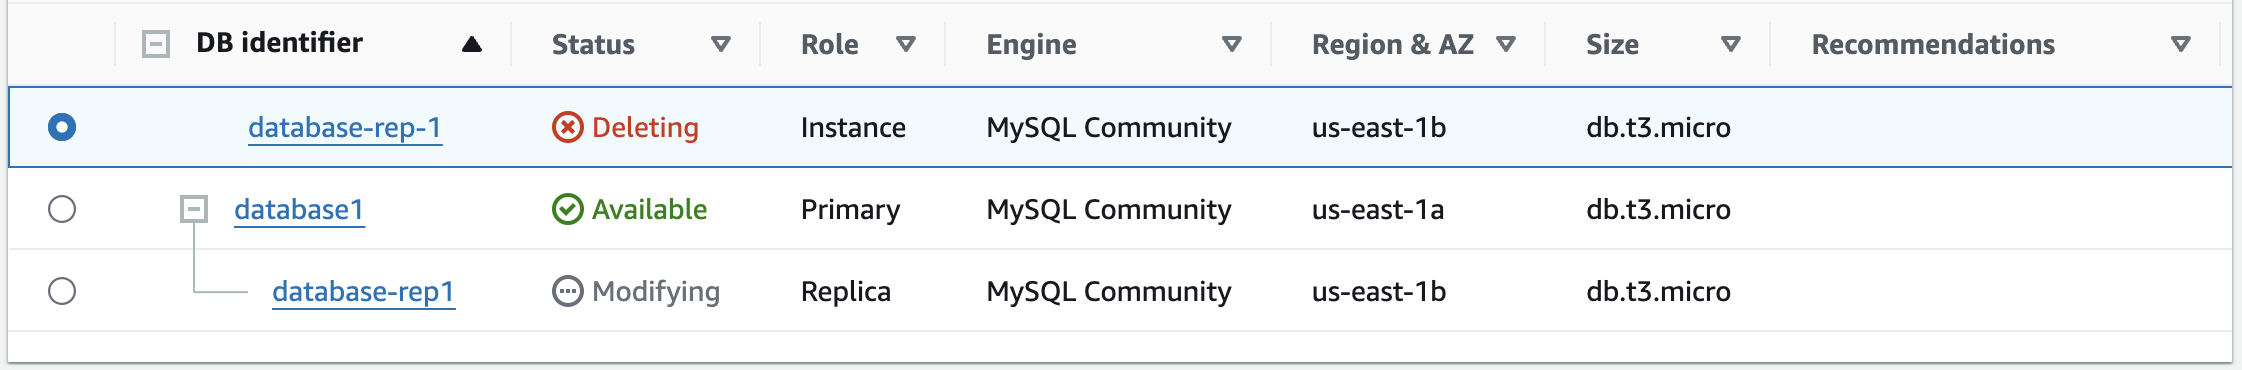 DB identifier Status Role Engine Region & AZ Size Recommendations
database-rep-1 Deleting Instance MySQL Community us-east-1b db.t3.micro
database1 Available Primary MySQL Community us-east-1a db.t3.micro
database-rep1 Modifying Replica MySQL Community us-east-1b db.t3.micro